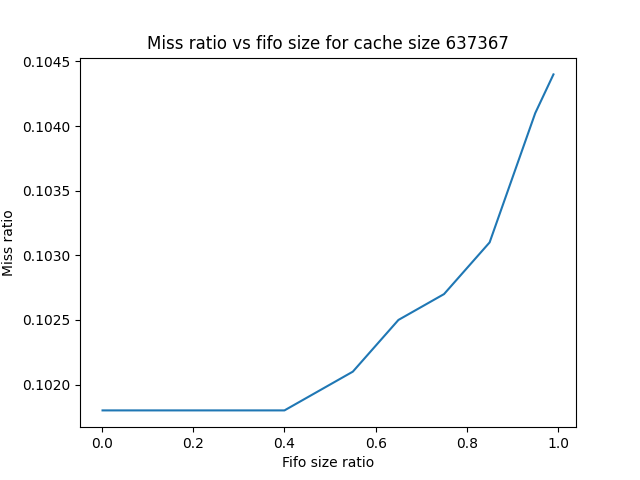 Miss ratio vs fifo size for cache size 637367
0.1045
0.1040
0.1035
0.1030
0.1025
0.1020
Miss ratio
0.0 0.2 0.4 0.6 0.8 1.0
Fifo size ratio